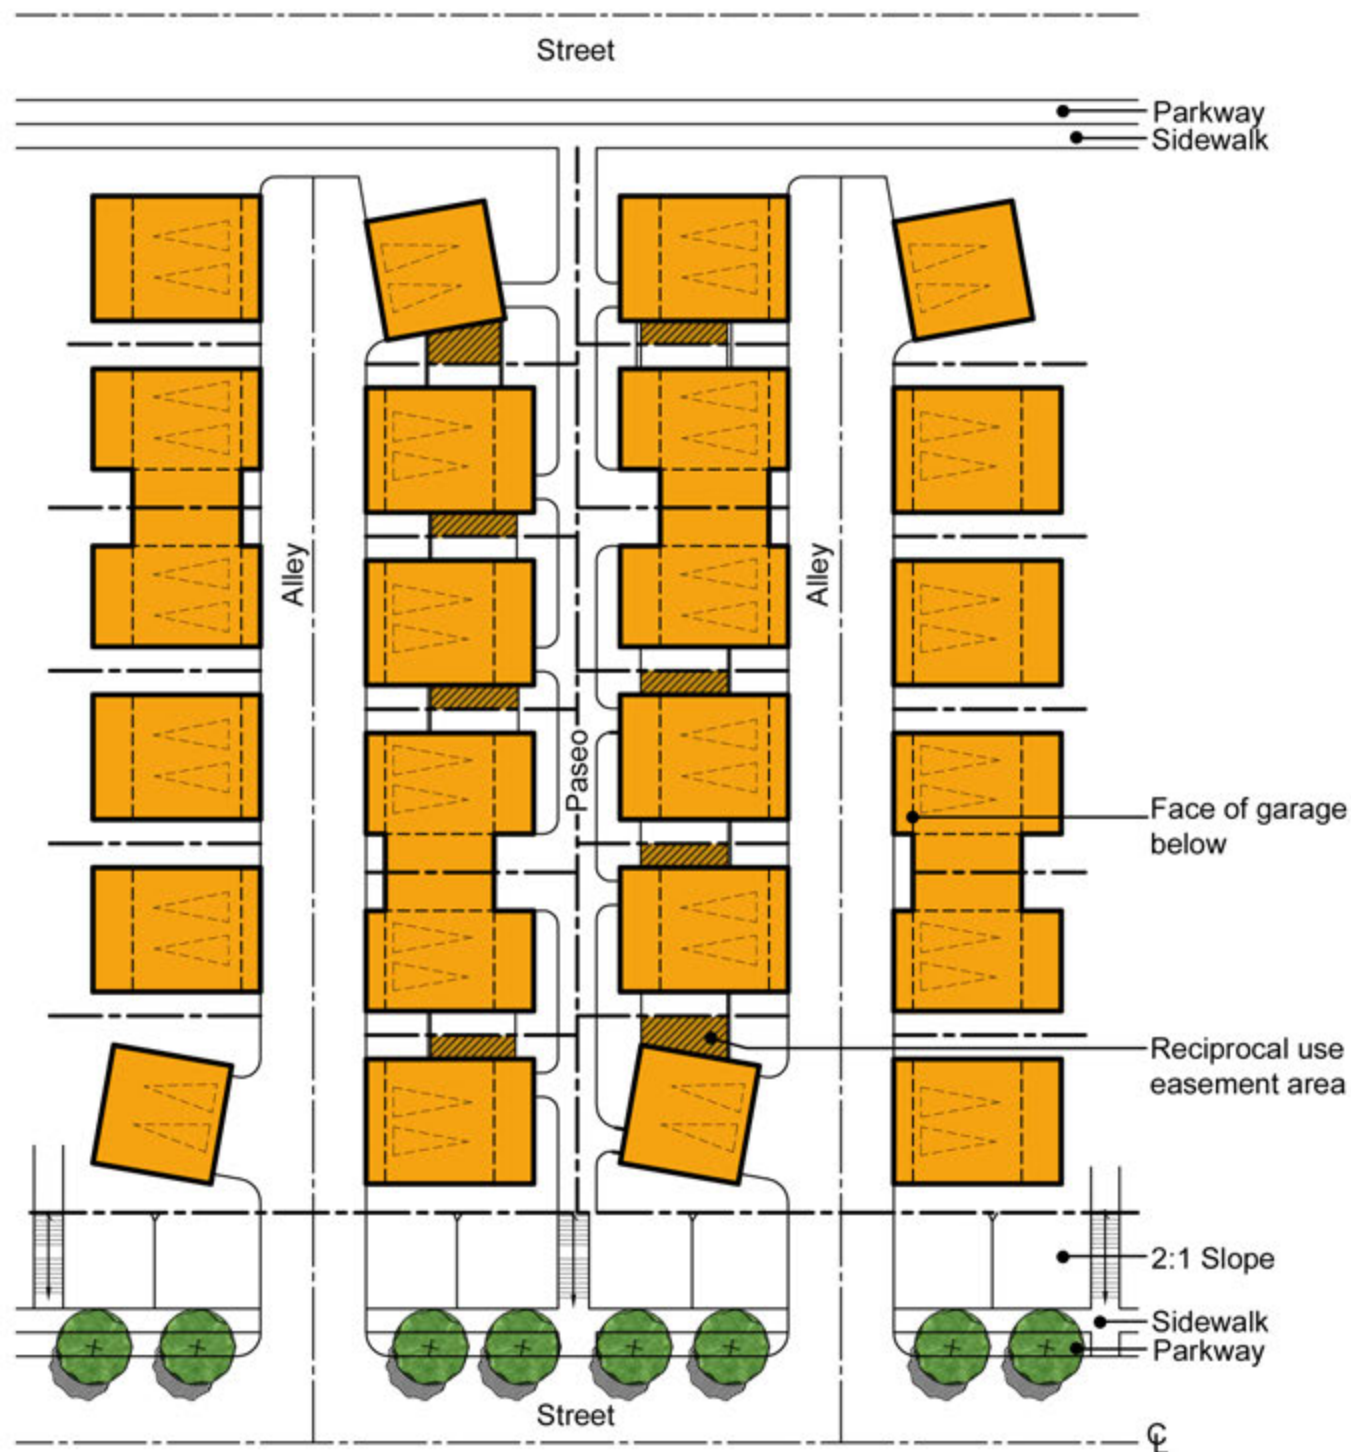 Street
Parkway
Sidewalk
Alley
Alley
Paseo
Face of garage
below
Reciprocal use
easement area
2:1 Slope
Sidewalk
Parkway
Street
℄